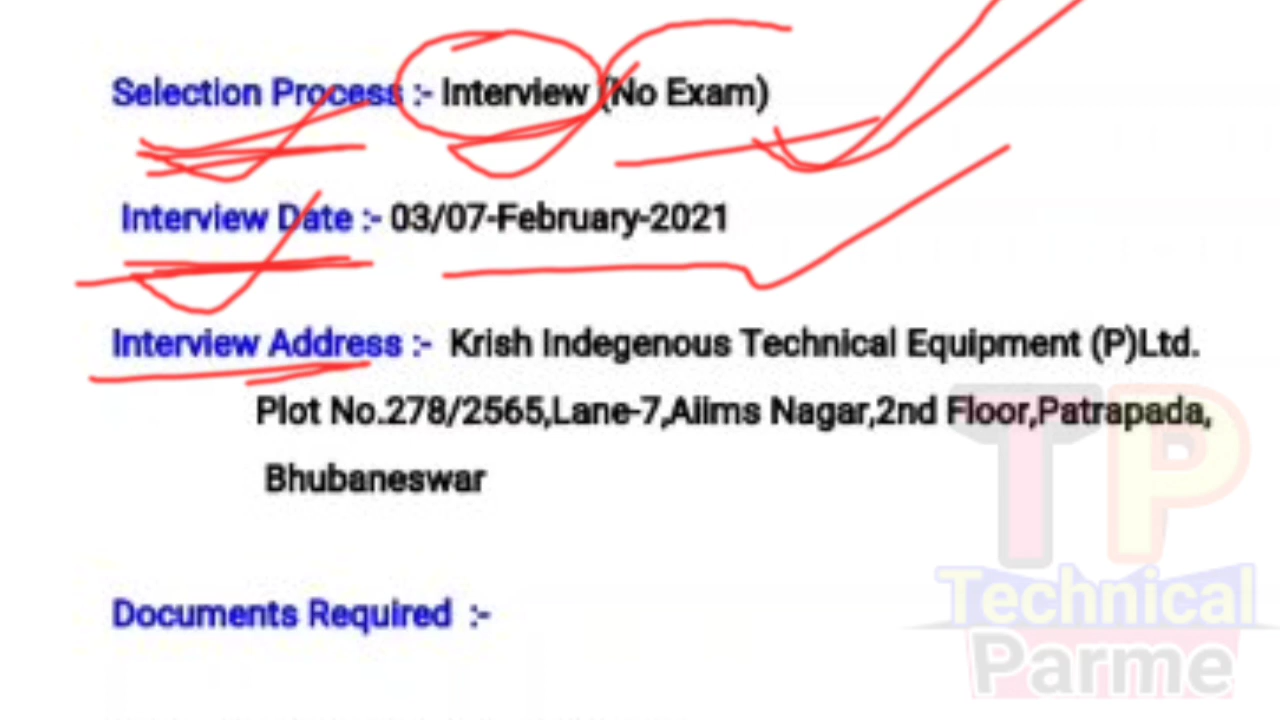 Selection Process :- Interview (No Exam)
Interview Date :- 03/07-February-2021
Interview Address :- Krish Indegenous Technical Equipment (P)Ltd.
Plot No.278/2565,Lane-7,Aiims Nagar,2nd Floor,Patrapada,
Bhubaneswar
Documents Required :-
TP
Technical
Parme